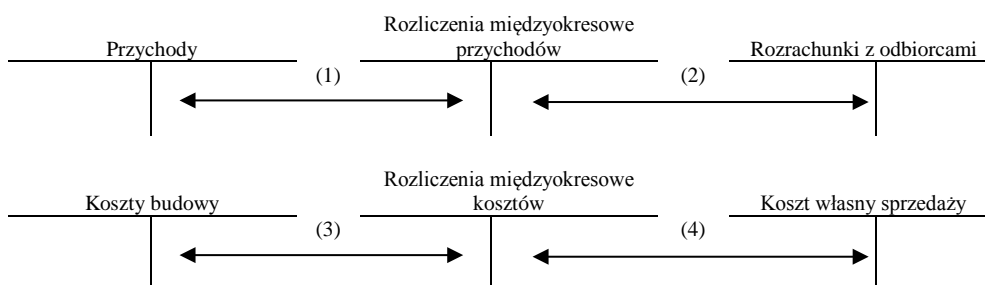 Rozliczenia międzyokresowe
Przychody przychodów Rozrachunki z odbiorcami
(1) (2)
Rozliczenia międzyokresowe
Koszty budowy kosztów Koszt własny sprzedaży
(3) (4)